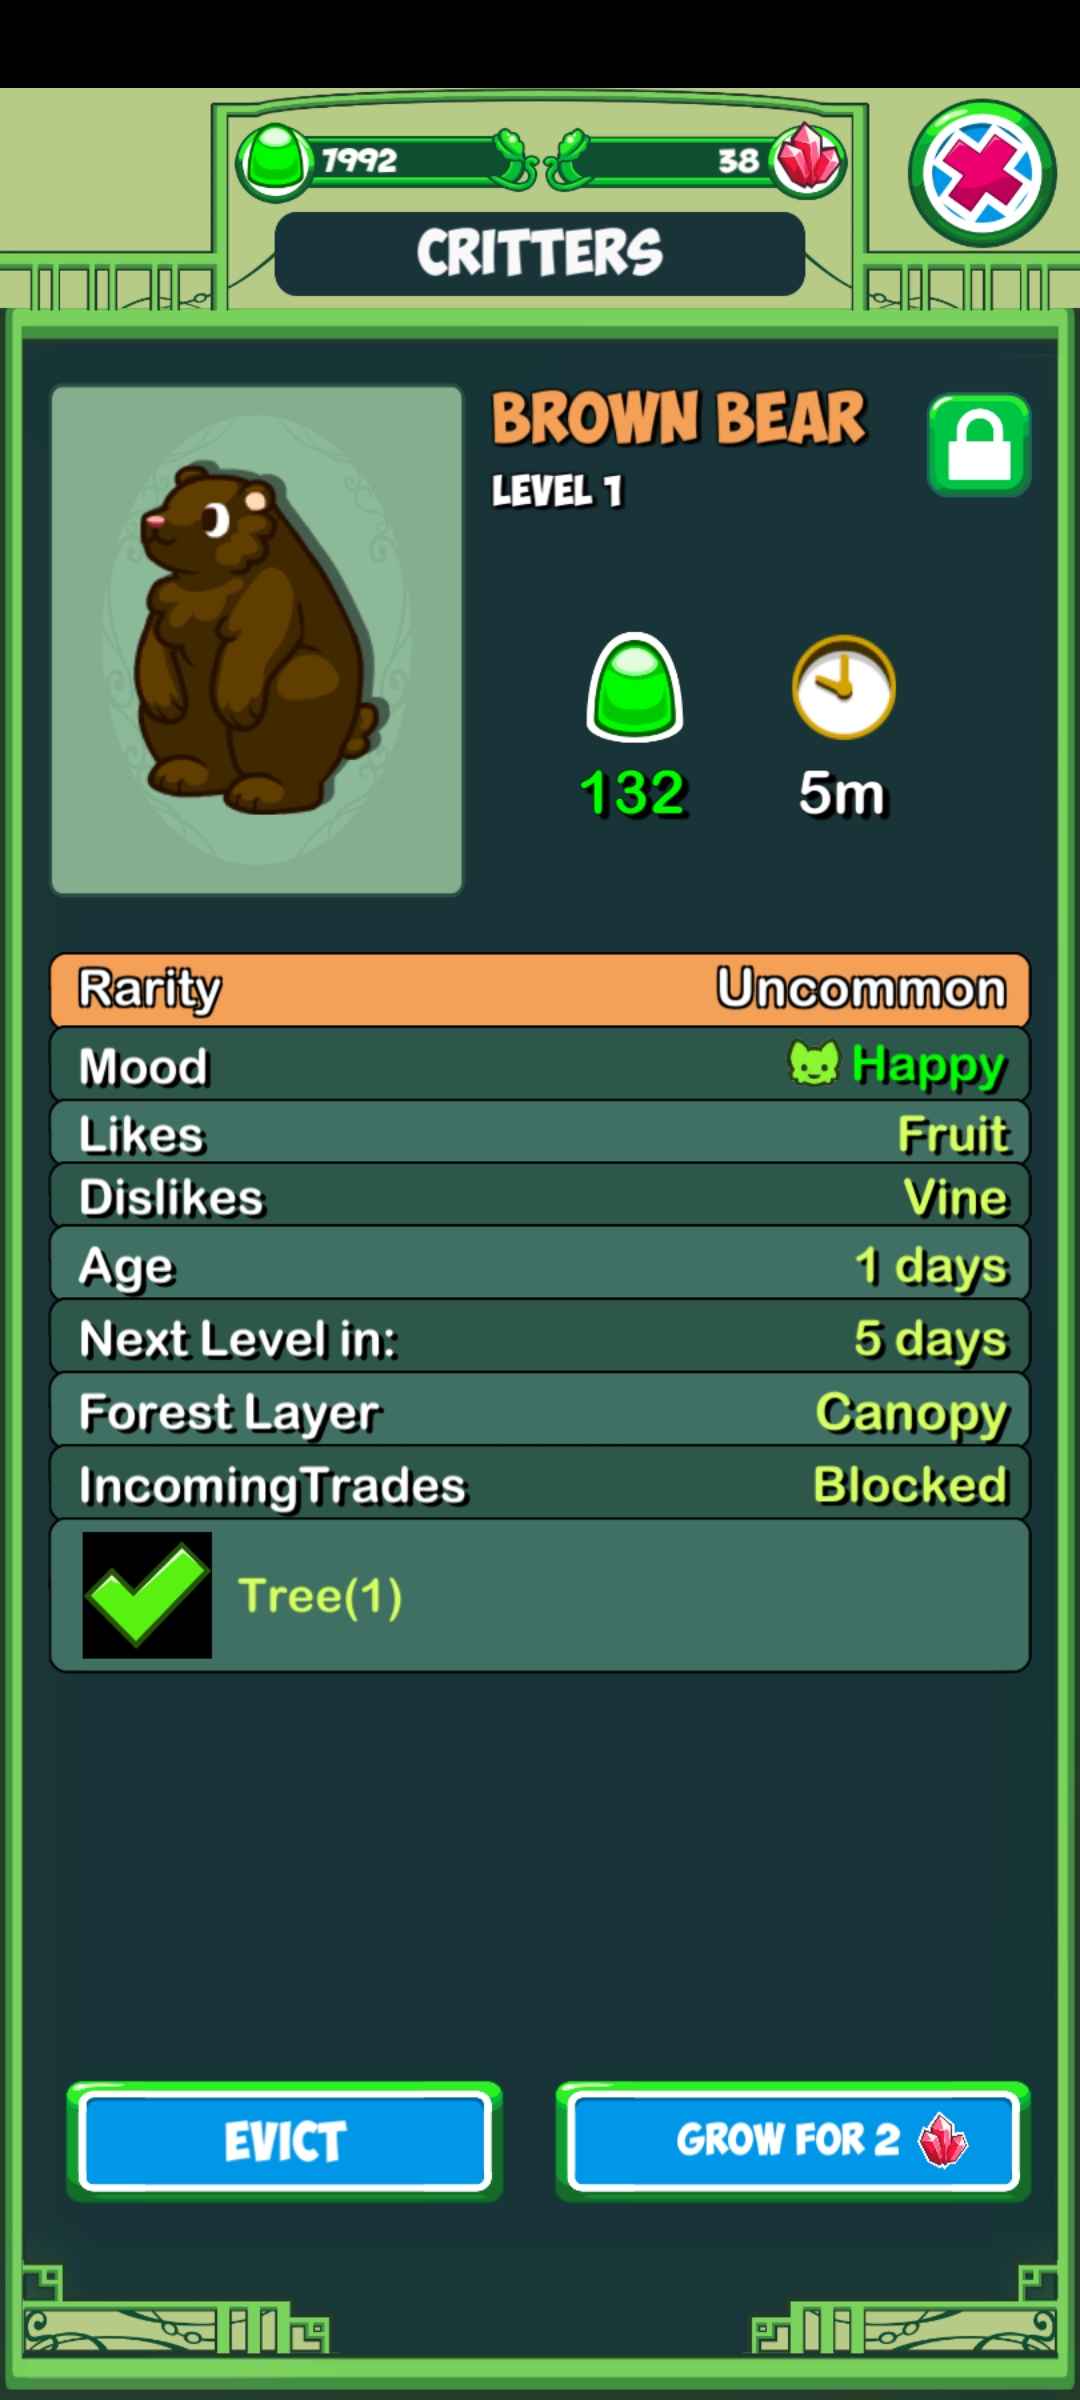 7992
38
CRITTERS
BROWN BEAR
LEVEL 1
132
5m
Rarity Uncommon
Mood Happy
Likes Fruit
Dislikes Vine
Age 1 days
Next Level in: 5 days
Forest Layer Canopy
IncomingTrades Blocked
Tree(1)
EVICT
GROW FOR 2